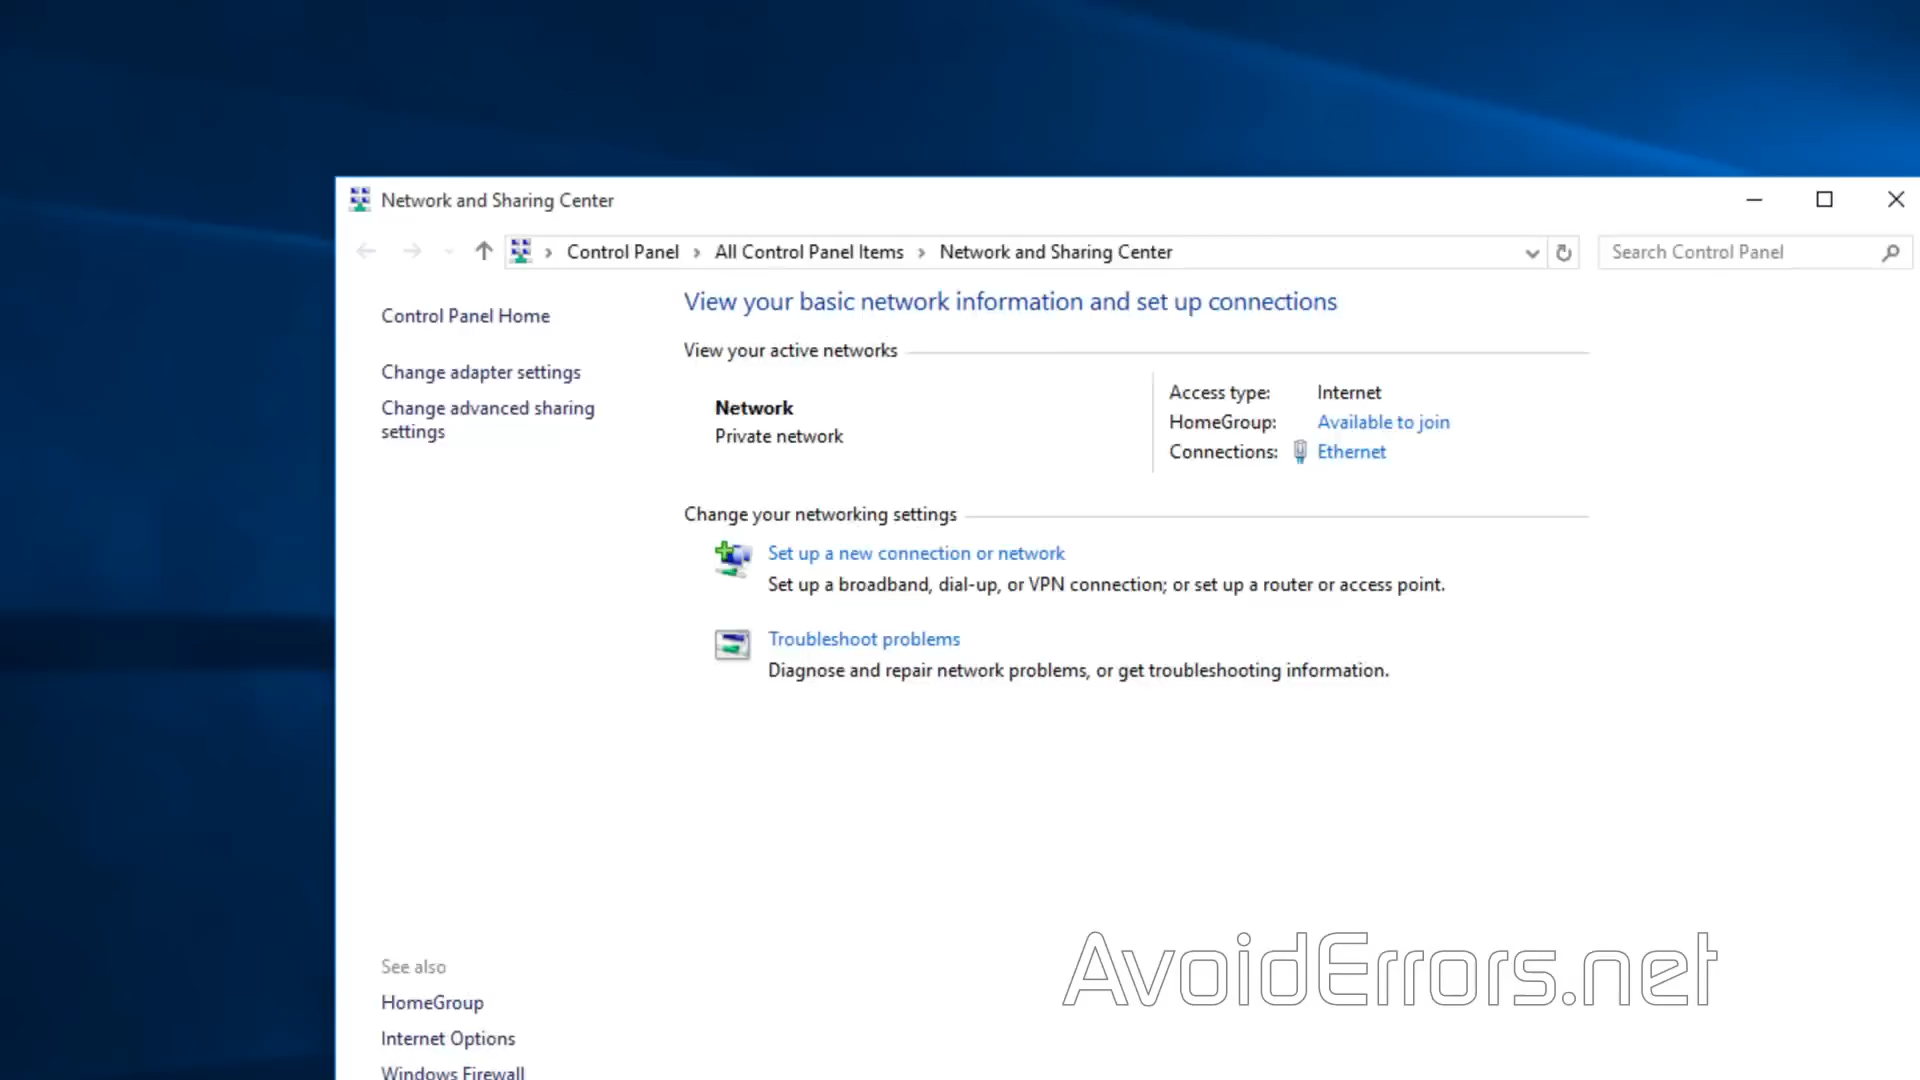 Network and Sharing Center
Control Panel > All Control Panel Items > Network and Sharing Center
Search Control Panel
Control Panel Home
Change adapter settings
Change advanced sharing
settings
View your basic network information and set up connections
View your active networks
Network
Private network
Access type: Internet
HomeGroup: Available to join
Connections: Ethernet
Change your networking settings
Set up a new connection or network
Set up a broadband, dial-up, or VPN connection; or set up a router or access point.
Troubleshoot problems
Diagnose and repair network problems, or get troubleshooting information.
See also
HomeGroup
Internet Options
Windows Firewall
AvoidErrors.net